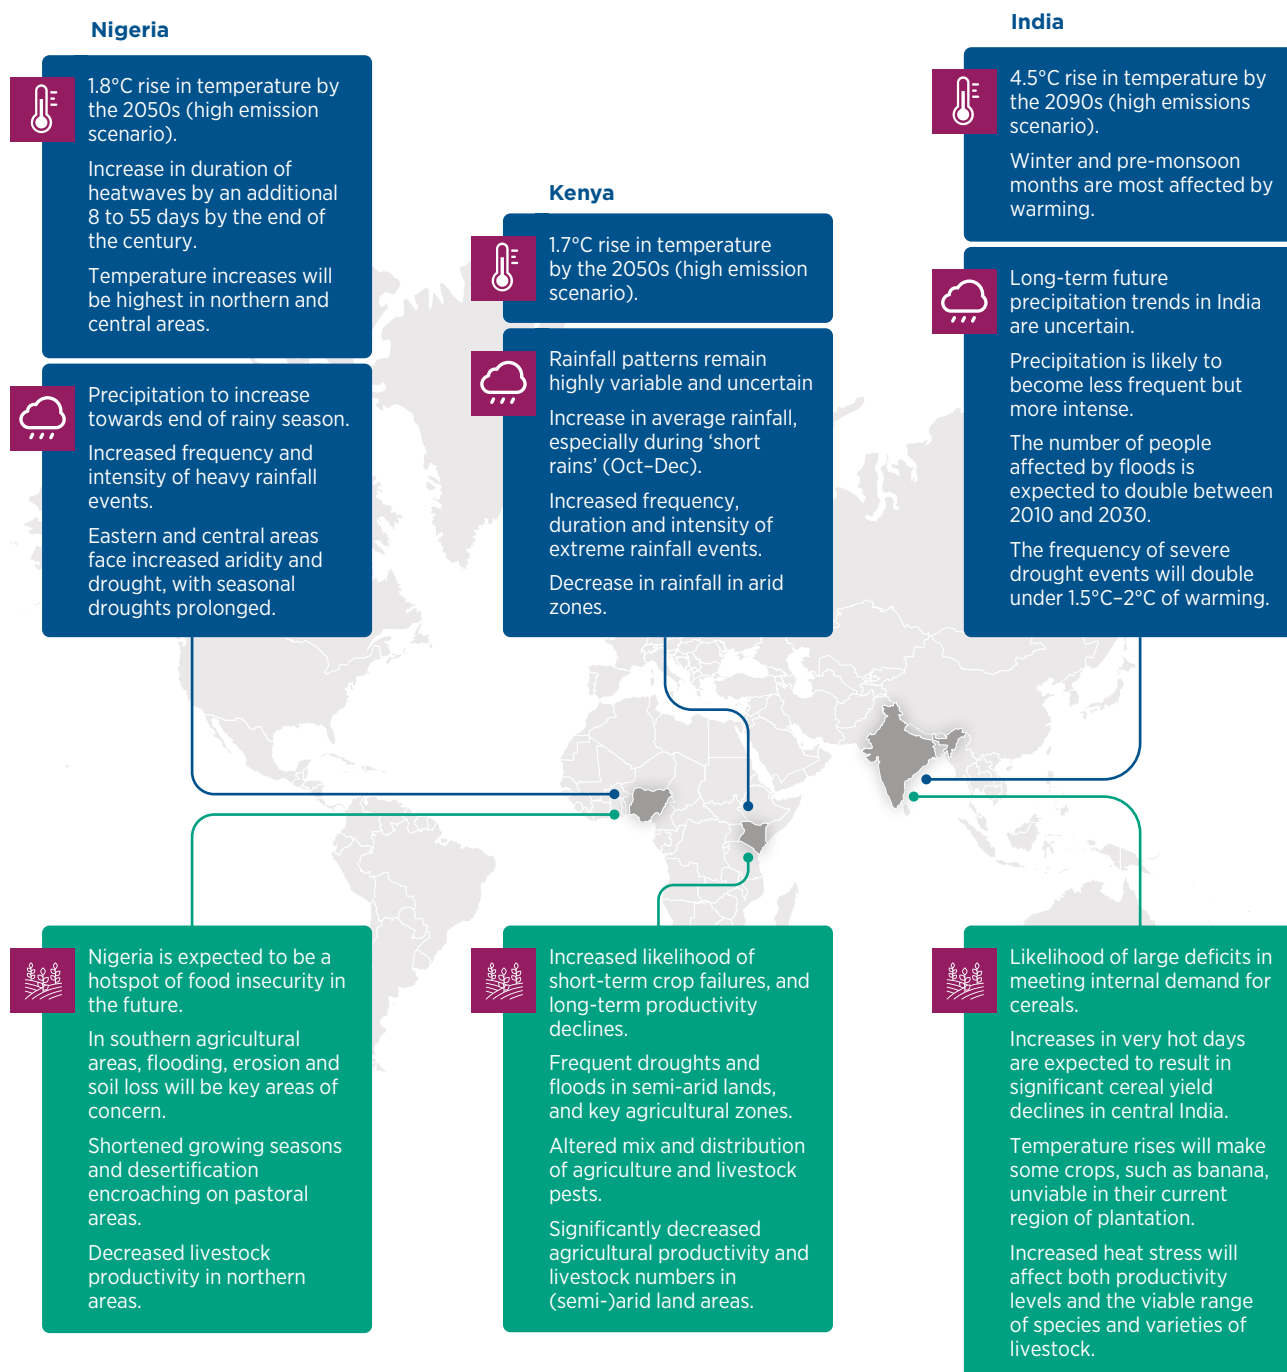 Nigeria
1.8°C rise in temperature by
the 2050s (high emission
scenario).
Increase in duration of
heatwaves by an additional
8 to 55 days by the end of
the century.
Temperature increases will
be highest in northern and
central areas.
Precipitation to increase
towards end of rainy season.
Increased frequency and
intensity of heavy rainfall
events.
Eastern and central areas
face increased aridity and
drought, with seasonal
droughts prolonged.
Kenya
1.7°C rise in temperature
by the 2050s (high emission
scenario).
Rainfall patterns remain
highly variable and uncertain
Increase in average rainfall,
especially during ‘short
rains’ (Oct–Dec).
Increased frequency,
duration and intensity of
extreme rainfall events.
Decrease in rainfall in arid
zones.
India
4.5°C rise in temperature by
the 2090s (high emissions
scenario).
Winter and pre-monsoon
months are most affected by
warming.
Long-term future
precipitation trends in India
are uncertain.
Precipitation is likely to
become less frequent but
more intense.
The number of people
affected by floods is
expected to double between
2010 and 2030.
The frequency of severe
drought events will double
under 1.5°C–2°C of warming.
Nigeria is expected to be a
hotspot of food insecurity in
the future.
In southern agricultural
areas, flooding, erosion and
soil loss will be key areas of
concern.
Shortened growing seasons
and desertification
encroaching on pastoral
areas.
Decreased livestock
productivity in northern
areas.
Increased likelihood of
short-term crop failures, and
long-term productivity
declines.
Frequent droughts and
floods in semi-arid lands,
and key agricultural zones.
Altered mix and distribution
of agriculture and livestock
pests.
Significantly decreased
agricultural productivity and
livestock numbers in
(semi-)arid land areas.
Likelihood of large deficits in
meeting internal demand for
cereals.
Increases in very hot days
are expected to result in
significant cereal yield
declines in central India.
Temperature rises will make
some crops, such as banana,
unviable in their current
region of plantation.
Increased heat stress will
affect both productivity
levels and the viable range
of species and varieties of
livestock.